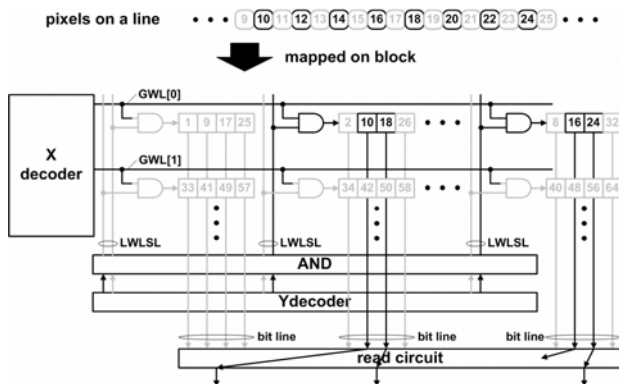 pixels on a line
9 10 11 12 13 14 15 16 17 18 19 20 21 22 23 24 25
mapped on block
GWL[0]
X decoder
1 9 17 25
2 10 18 26
8 16 24 32
GWL[1]
33 41 49 57
34 42 50 58
40 48 56 64
LWLSL LWLSL LWLSL
AND
Ydecoder
bit line bit line bit line
read circuit